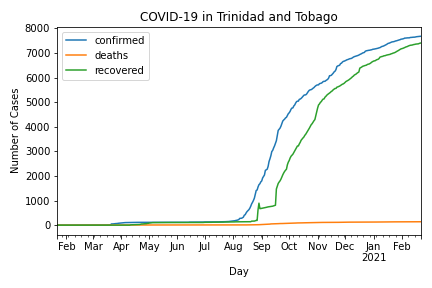 COVID-19 in Trinidad and Tobago
8000
7000
6000
5000
4000
3000
2000
1000
0
Number of Cases
confirmed
deaths
recovered
Feb Mar Apr May Jun Jul Aug Sep Oct Nov Dec Jan Feb
2021
Day